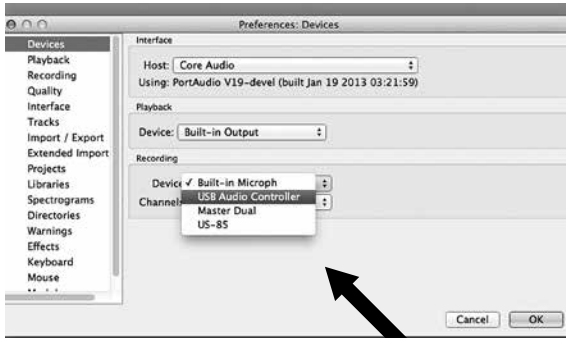 Preferences: Devices
Devices
Playback
Recording
Quality
Interface
Tracks
Import / Export
Extended Import
Projects
Libraries
Spectrograms
Directories
Warnings
Effects
Keyboard
Mouse
Interface
Host: Core Audio
Using: PortAudio V19-devel (built Jan 19 2013 03:21:59)
Playback
Device: Built-in Output
Recording
✓ Built-in Microph
USB Audio Controller
Master Dual
US-85
Cancel OK